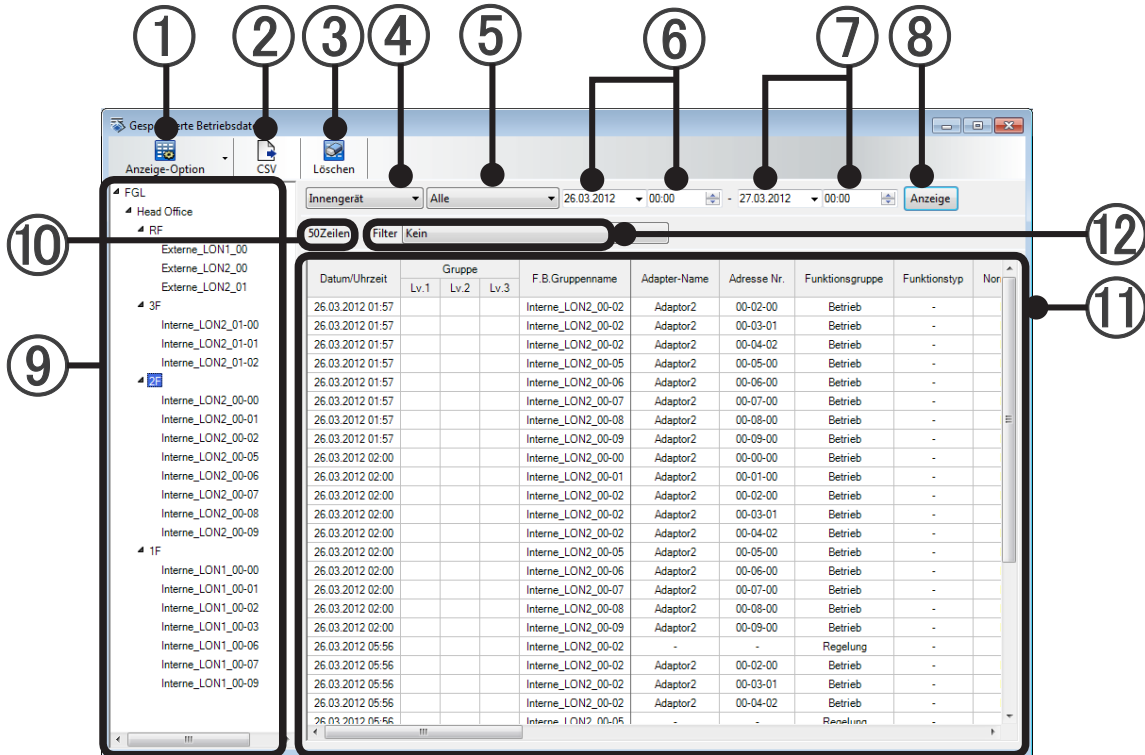 ① ② ③ ④ ⑤ ⑥ ⑦ ⑧
Anzeige-Option CSV Löschen
Innengerät Alle 26.03.2012 00:00 - 27.03.2012 00:00 Anzeige
⑩ 50Zeilen Filter Kein ⑫
⑨
FGL
Head Office
RF
Externe_LON1_00
Externe_LON2_00
Externe_LON2_01
3F
Interne_LON2_01-00
Interne_LON2_01-01
Interne_LON2_01-02
2F
Interne_LON2_00-00
Interne_LON2_00-01
Interne_LON2_00-02
Interne_LON2_00-05
Interne_LON2_00-06
Interne_LON2_00-07
Interne_LON2_00-08
Interne_LON2_00-09
1F
Interne_LON1_00-00
Interne_LON1_00-01
Interne_LON1_00-02
Interne_LON1_00-03
Interne_LON1_00-06
Interne_LON1_00-07
Interne_LON1_00-09
⑪
Datum/Uhrzeit Gruppe F.B.Gruppenname Adapter-Name Adresse Nr. Funktionsgruppe Funktionstyp
Lv.1 Lv.2 Lv.3
26.03.2012 01:57 Interne_LON2_00-02 Adaptor2 00-02-00 Betrieb -
26.03.2012 01:57 Interne_LON2_00-02 Adaptor2 00-03-01 Betrieb -
26.03.2012 01:57 Interne_LON2_00-02 Adaptor2 00-04-02 Betrieb -
26.03.2012 01:57 Interne_LON2_00-05 Adaptor2 00-05-00 Betrieb -
26.03.2012 01:57 Interne_LON2_00-06 Adaptor2 00-06-00 Betrieb -
26.03.2012 01:57 Interne_LON2_00-07 Adaptor2 00-07-00 Betrieb -
26.03.2012 01:57 Interne_LON2_00-08 Adaptor2 00-08-00 Betrieb -
26.03.2012 01:57 Interne_LON2_00-09 Adaptor2 00-09-00 Betrieb -
26.03.2012 02:00 Interne_LON2_00-00 Adaptor2 00-00-00 Betrieb -
26.03.2012 02:00 Interne_LON2_00-01 Adaptor2 00-01-00 Betrieb -
26.03.2012 02:00 Interne_LON2_00-02 Adaptor2 00-02-00 Betrieb -
26.03.2012 02:00 Interne_LON2_00-02 Adaptor2 00-03-01 Betrieb -
26.03.2012 02:00 Interne_LON2_00-02 Adaptor2 00-04-02 Betrieb -
26.03.2012 02:00 Interne_LON2_00-05 Adaptor2 00-05-00 Betrieb -
26.03.2012 02:00 Interne_LON2_00-06 Adaptor2 00-06-00 Betrieb -
26.03.2012 02:00 Interne_LON2_00-07 Adaptor2 00-07-00 Betrieb -
26.03.2012 02:00 Interne_LON2_00-08 Adaptor2 00-08-00 Betrieb -
26.03.2012 02:00 Interne_LON2_00-09 Adaptor2 00-09-00 Betrieb -
26.03.2012 05:56 Interne_LON2_00-02 - - Regelung -
26.03.2012 05:56 Interne_LON2_00-02 Adaptor2 00-02-00 Betrieb -
26.03.2012 05:56 Interne_LON2_00-02 Adaptor2 00-03-01 Betrieb -
26.03.2012 05:56 Interne_LON2_00-02 Adaptor2 00-04-02 Betrieb -
26.03.2012 05:56 Interne_LON2_00-05 - - Regelung -